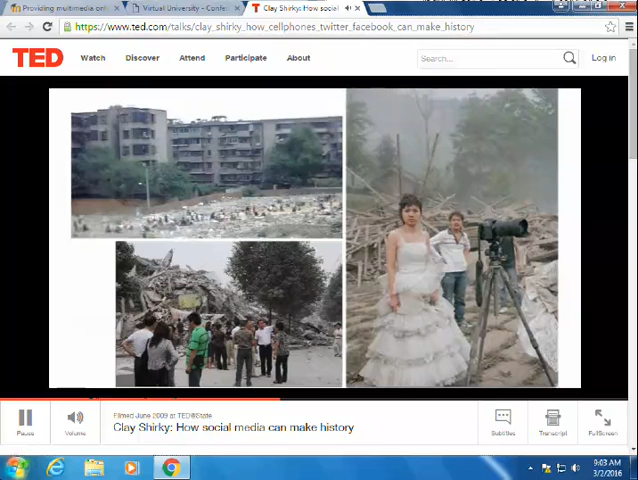 Providing multimedia onli
Virtual University - Confe
Clay Shirky: How social m
https://www.ted.com/talks/clay_shirky_how_cellphones_twitter_facebook_can_make_history
TED
Watch
Discover
Attend
Participate
About
Search...
Log in
Pause
Volume
Filmed June 2009 at TED@State
Clay Shirky: How social media can make history
Subtitles
Transcript
FullScreen
9:03 AM
3/2/2016